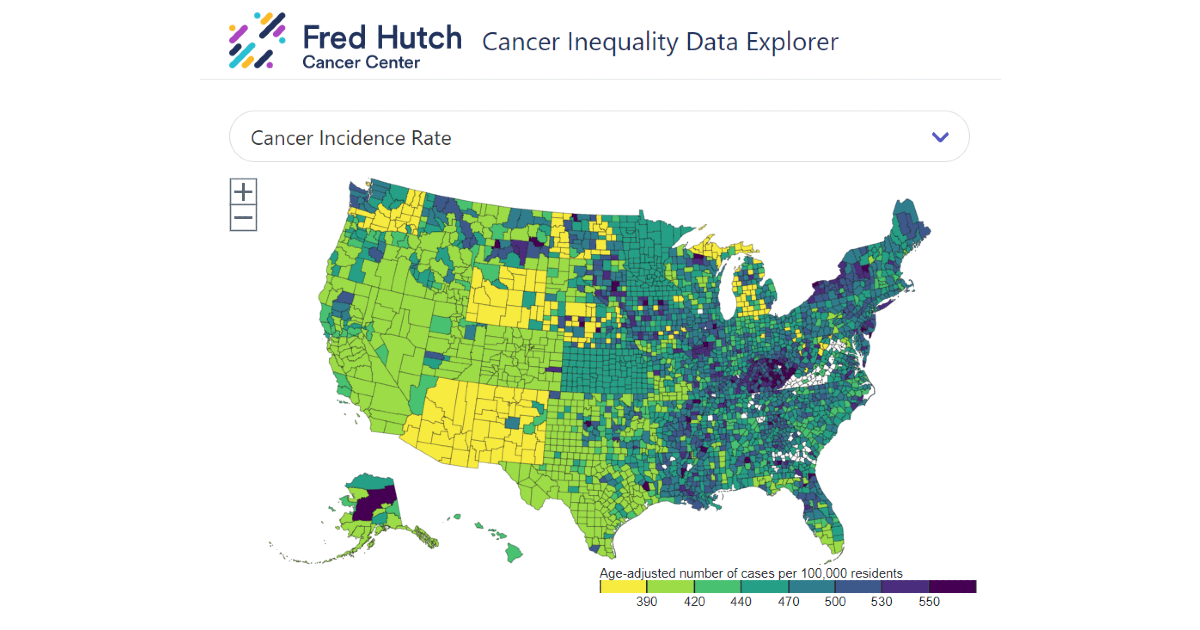 Fred Hutch
Cancer Center
Cancer Inequality Data Explorer
Cancer Incidence Rate
+
−
Age-adjusted number of cases per 100,000 residents
390 420 440 470 500 530 550